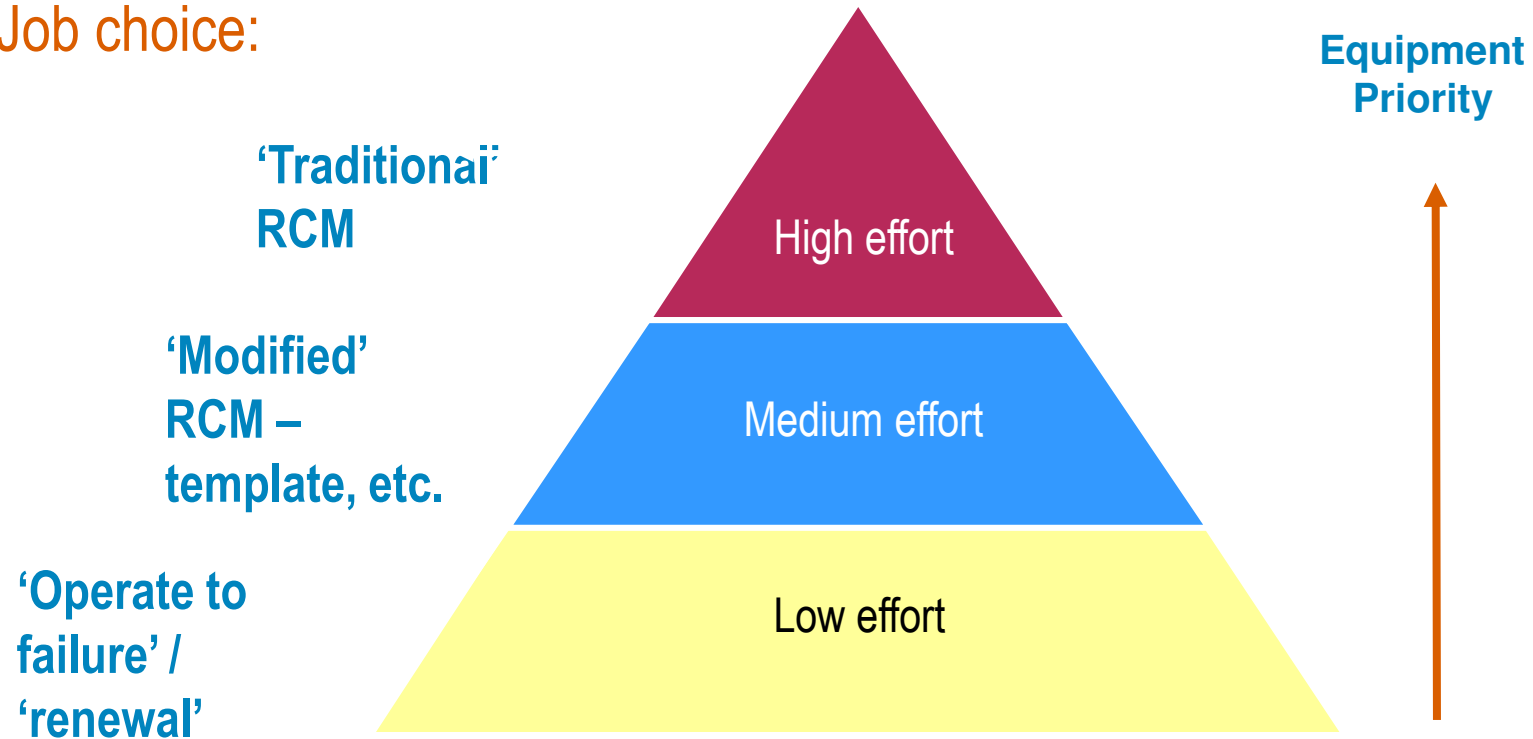 Job choice:
Equipment
Priority
‘Traditional’
RCM
High effort
‘Modified’
RCM –
template, etc.
Medium effort
‘Operate to
failure’ /
‘renewal’
Low effort